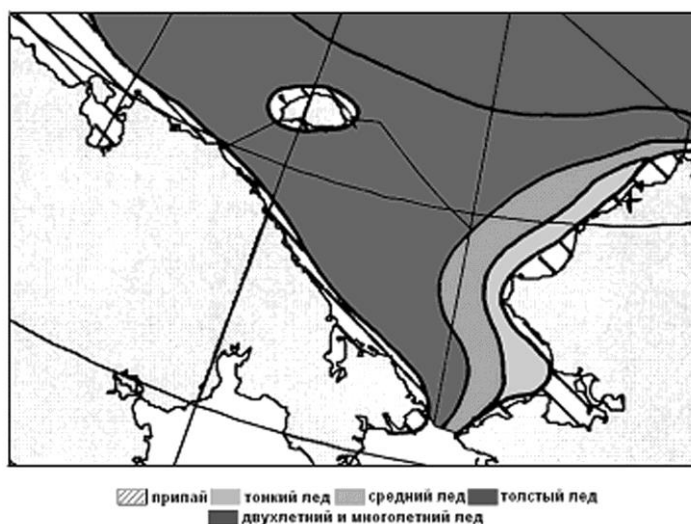 припай тонкий лед средний лед толстый лед
двухлетний и многолетний лед